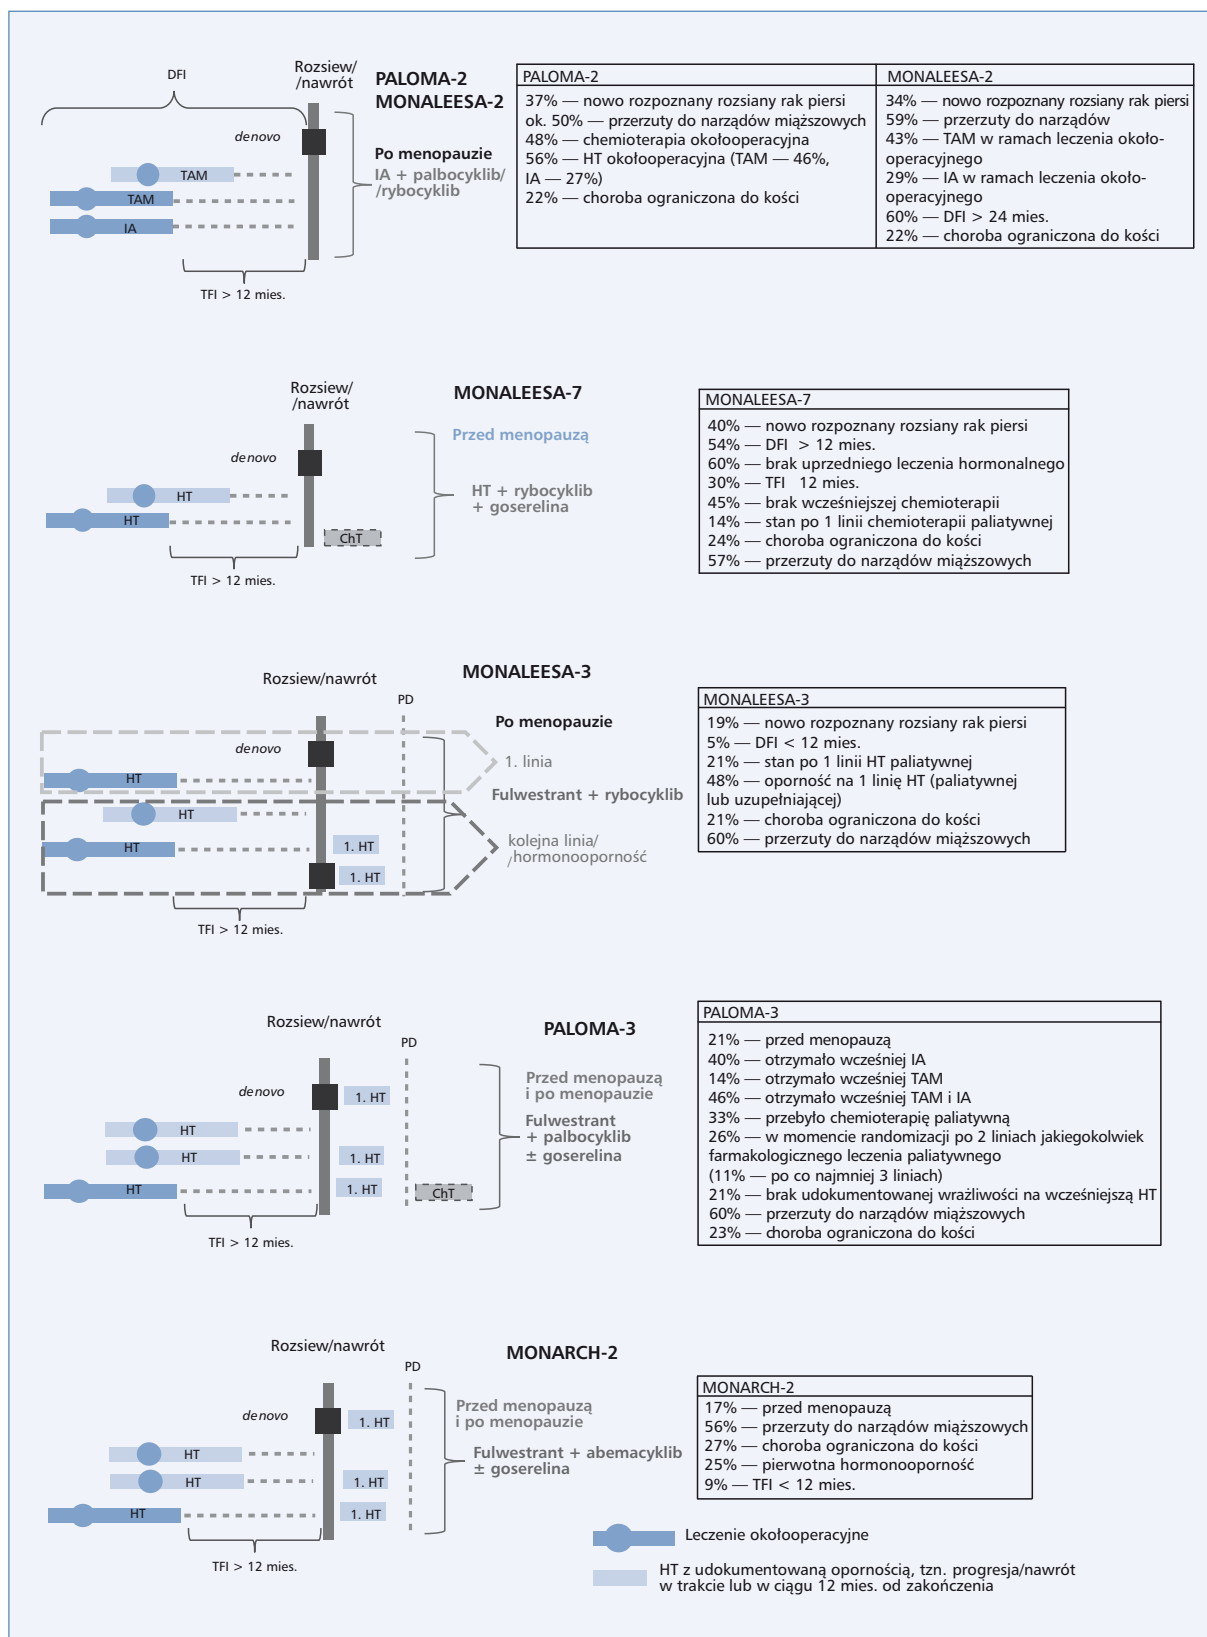 DFI
Rozsiew/
/nawrót
de novo
TAM
TAM
IA
TFI > 12 mies.
PALOMA-2
MONALEESA-2
Po menopauzie
IA + palbocyklib/
/rybocyklib
PALOMA-2
37% — nowo rozpoznany rozsiany rak piersi
ok. 50% — przerzuty do narządów miąższowych
48% — chemioterapia okołooperacyjna
56% — HT okołooperacyjna (TAM — 46%,
IA — 27%)
22% — choroba ograniczona do kości
MONALEESA-2
34% — nowo rozpoznany rozsiany rak piersi
59% — przerzuty do narządów
43% — TAM w ramach leczenia około-
operacyjnego
29% — IA w ramach leczenia około-
operacyjnego
60% — DFI > 24 mies.
22% — choroba ograniczona do kości
Rozsiew/
/nawrót
de novo
HT
HT
ChT
TFI > 12 mies.
MONALEESA-7
Przed menopauzą
HT + rybocyklib
+ goserelina
MONALEESA-7
40% — nowo rozpoznany rozsiany rak piersi
54% — DFI > 12 mies.
60% — brak uprzedniego leczenia hormonalnego
30% — TFI 12 mies.
45% — brak wcześniejszej chemioterapii
14% — stan po 1 linii chemioterapii paliatywnej
24% — choroba ograniczona do kości
57% — przerzuty do narządów miąższowych
Rozsiew/nawrót
PD
de novo
HT
HT
HT
1. HT
1. HT
TFI > 12 mies.
MONALEESA-3
Po menopauzie
1. linia
Fulwestrant + rybocyklib
kolejna linia/
/hormonooporność
MONALEESA-3
19% — nowo rozpoznany rozsiany rak piersi
5% — DFI < 12 mies.
21% — stan po 1 linii HT paliatywnej
48% — oporność na 1 linię HT (paliatywnej
lub uzupełniającej)
21% — choroba ograniczona do kości
60% — przerzuty do narządów miąższowych
Rozsiew/nawrót
PD
de novo
1. HT
HT
HT
1. HT
HT
1. HT
ChT
TFI > 12 mies.
PALOMA-3
Przed menopauzą
i po menopauzie
Fulwestrant
+ palbocyklib
± goserelina
PALOMA-3
21% — przed menopauzą
40% — otrzymało wcześniej IA
14% — otrzymało wcześniej TAM
46% — otrzymało wcześniej TAM i IA
33% — przebyło chemioterapię paliatywną
26% — w momencie randomizacji po 2 liniach jakiegokolwiek
farmakologicznego leczenia paliatywnego
(11% — po co najmniej 3 liniach)
21% — brak udokumentowanej wrażliwości na wcześniejszą HT
60% — przerzuty do narządów miąższowych
23% — choroba ograniczona do kości
Rozsiew/nawrót
PD
de novo
1. HT
HT
HT
1. HT
HT
1. HT
TFI > 12 mies.
MONARCH-2
Przed menopauzą
i po menopauzie
Fulwestrant + abemacyklib
± goserelina
MONARCH-2
17% — przed menopauzą
56% — przerzuty do narządów miąższowych
27% — choroba ograniczona do kości
25% — pierwotna hormonooporność
9% — TFI < 12 mies.
Leczenie okołooperacyjne
HT z udokumentowaną opornością, tzn. progresja/nawrót
w trakcie lub w ciągu 12 mies. od zakończenia